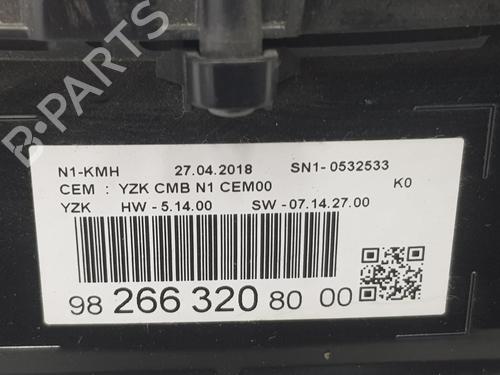 B-PARTS
N1-KMH 27.04.2018 SN1- 0532533
CEM : YZK CMB N1 CEM00 K0
YZK HW - 5.14.00 SW -07.14.27.00
98 266 320 80 00